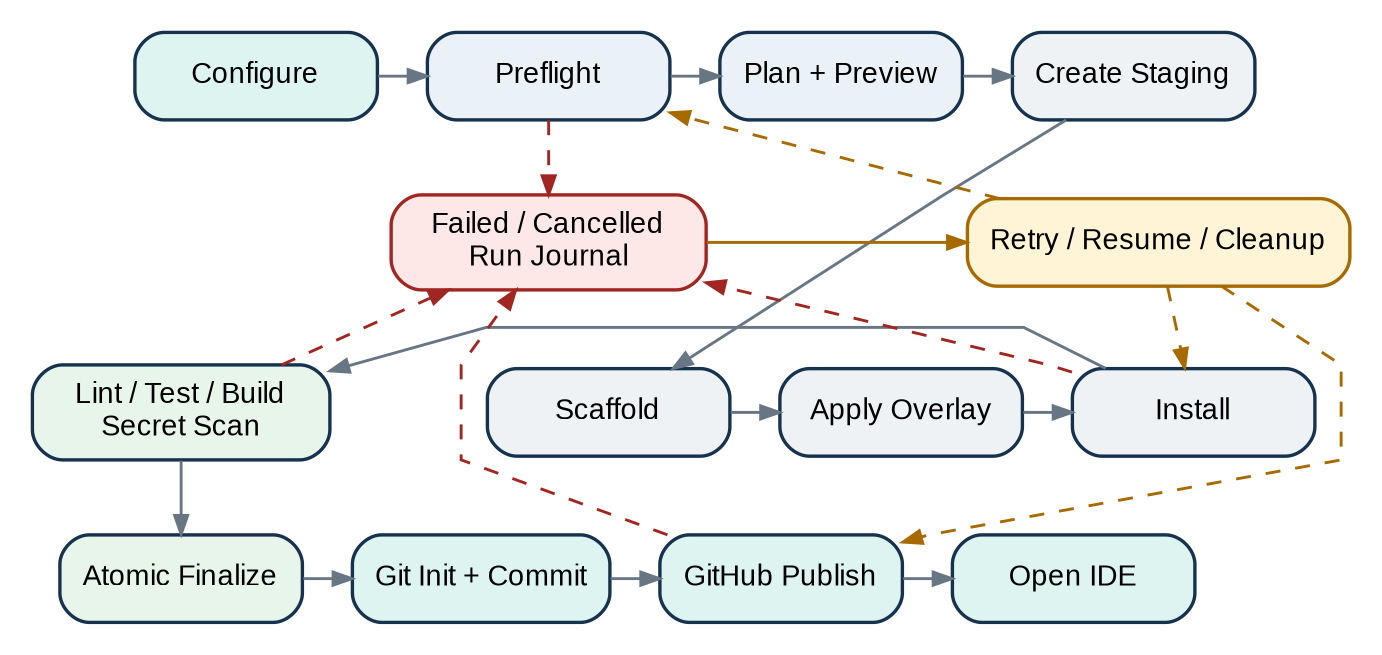 Configure
Preflight
Plan + Preview
Create Staging
Failed / Cancelled
Run Journal
Retry / Resume / Cleanup
Lint / Test / Build
Secret Scan
Scaffold
Apply Overlay
Install
Atomic Finalize
Git Init + Commit
GitHub Publish
Open IDE